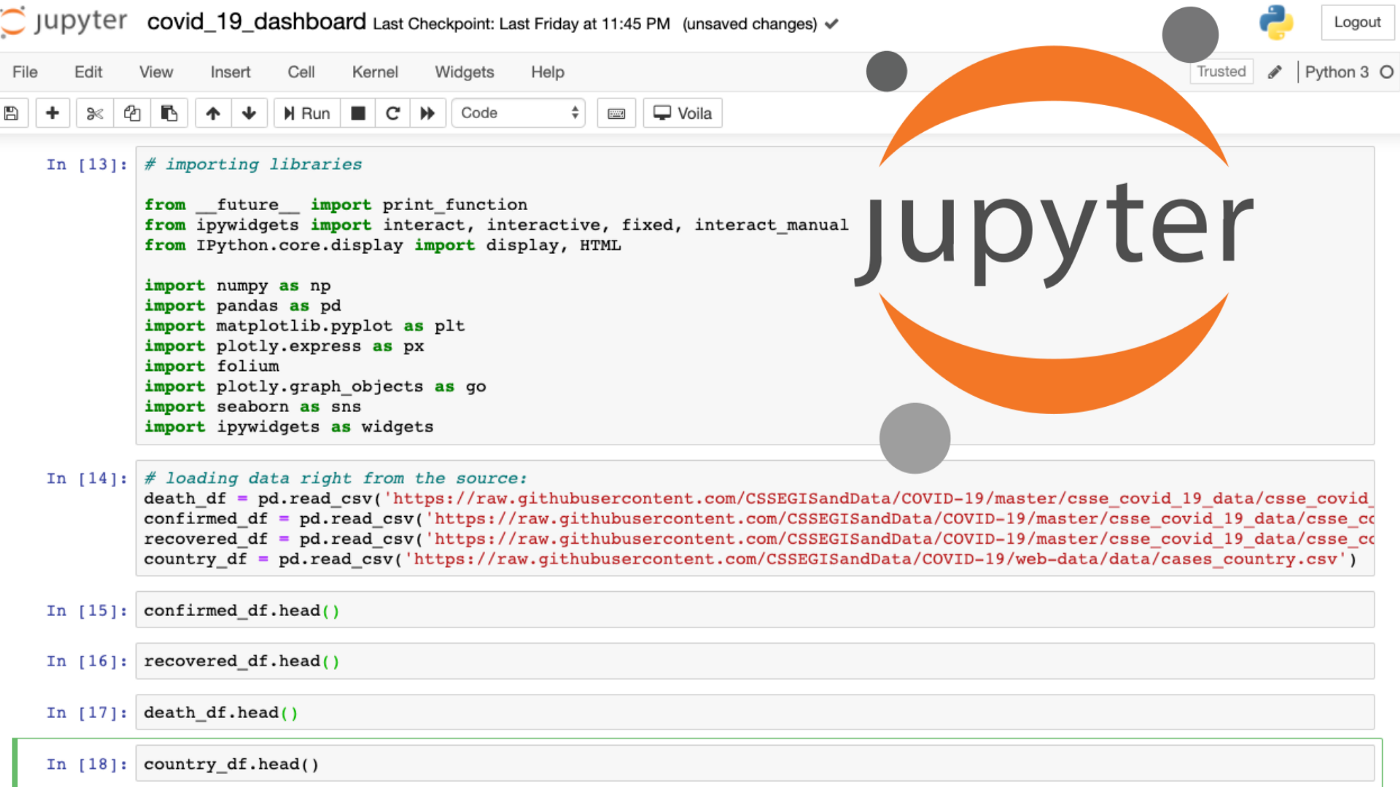 jupyter covid_19_dashboard Last Checkpoint: Last Friday at 11:45 PM (unsaved changes) Logout
File Edit View Insert Cell Kernel Widgets Help Trusted Python 3
Run Code Voila
jupyter
In [13]: # importing libraries
from __future__ import print_function
from ipywidgets import interact, interactive, fixed, interact_manual
from IPython.core.display import display, HTML
import numpy as np
import pandas as pd
import matplotlib.pyplot as plt
import plotly.express as px
import folium
import plotly.graph_objects as go
import seaborn as sns
import ipywidgets as widgets
In [14]: # loading data right from the source:
death_df = pd.read_csv('https://raw.githubusercontent.com/CSSEGISandData/COVID-19/master/csse_covid_19_data/csse_covid_
confirmed_df = pd.read_csv('https://raw.githubusercontent.com/CSSEGISandData/COVID-19/master/csse_covid_19_data/csse_co
recovered_df = pd.read_csv('https://raw.githubusercontent.com/CSSEGISandData/COVID-19/master/csse_covid_19_data/csse_co
country_df = pd.read_csv('https://raw.githubusercontent.com/CSSEGISandData/COVID-19/web-data/data/cases_country.csv')
In [15]: confirmed_df.head()
In [16]: recovered_df.head()
In [17]: death_df.head()
In [18]: country_df.head()